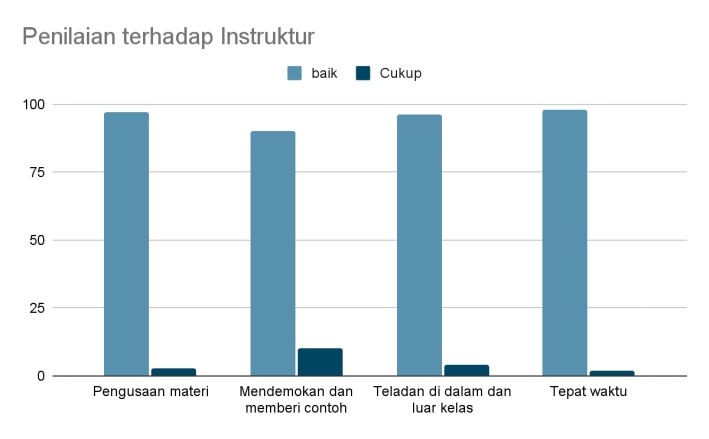 Penilaian terhadap Instruktur
baik Cukup
100
75
50
25
0
Pengusaan materi
Mendemokan dan
memberi contoh
Teladan di dalam dan
luar kelas
Tepat waktu